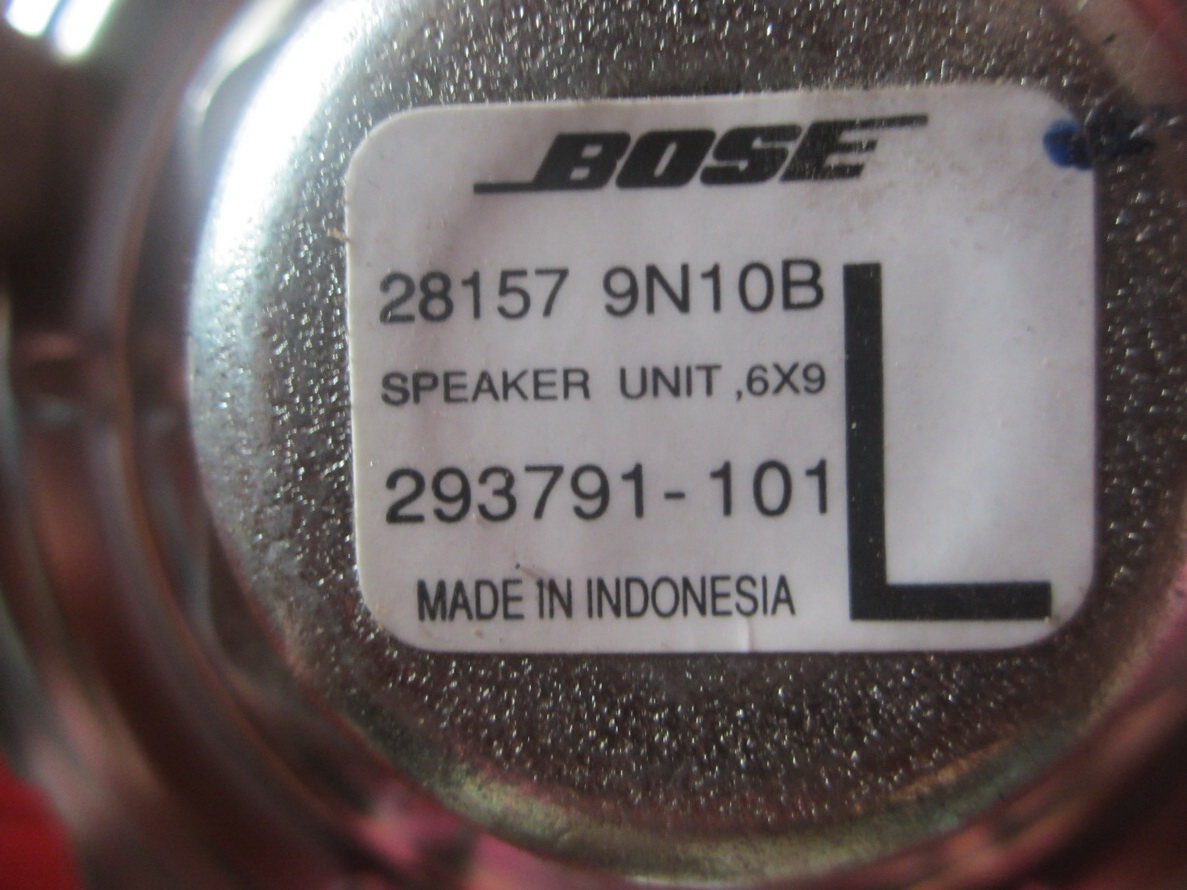 BOSE
28157 9N10B
SPEAKER UNIT ,6X9
293791-101
MADE IN INDONESIA
L